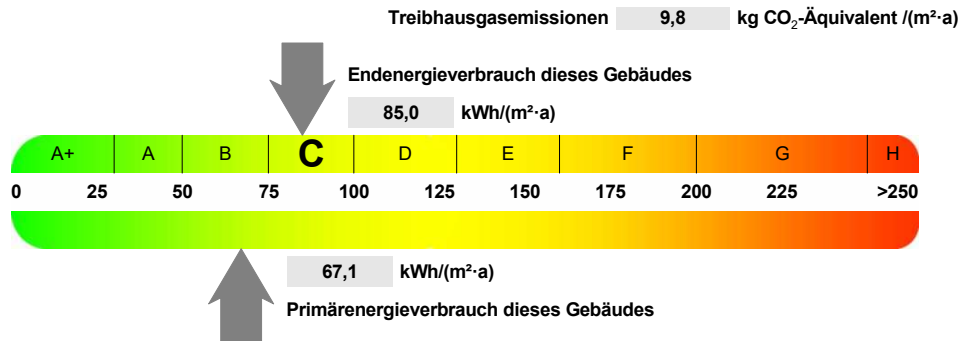 Treibhausgasemissionen 9,8 kg CO₂-Äquivalent /(m²·a)
Endenergieverbrauch dieses Gebäudes
85,0 kWh/(m²·a)
A+ A B C D E F G H
0 25 50 75 100 125 150 175 200 225 >250
67,1 kWh/(m²·a)
Primärenergieverbrauch dieses Gebäudes